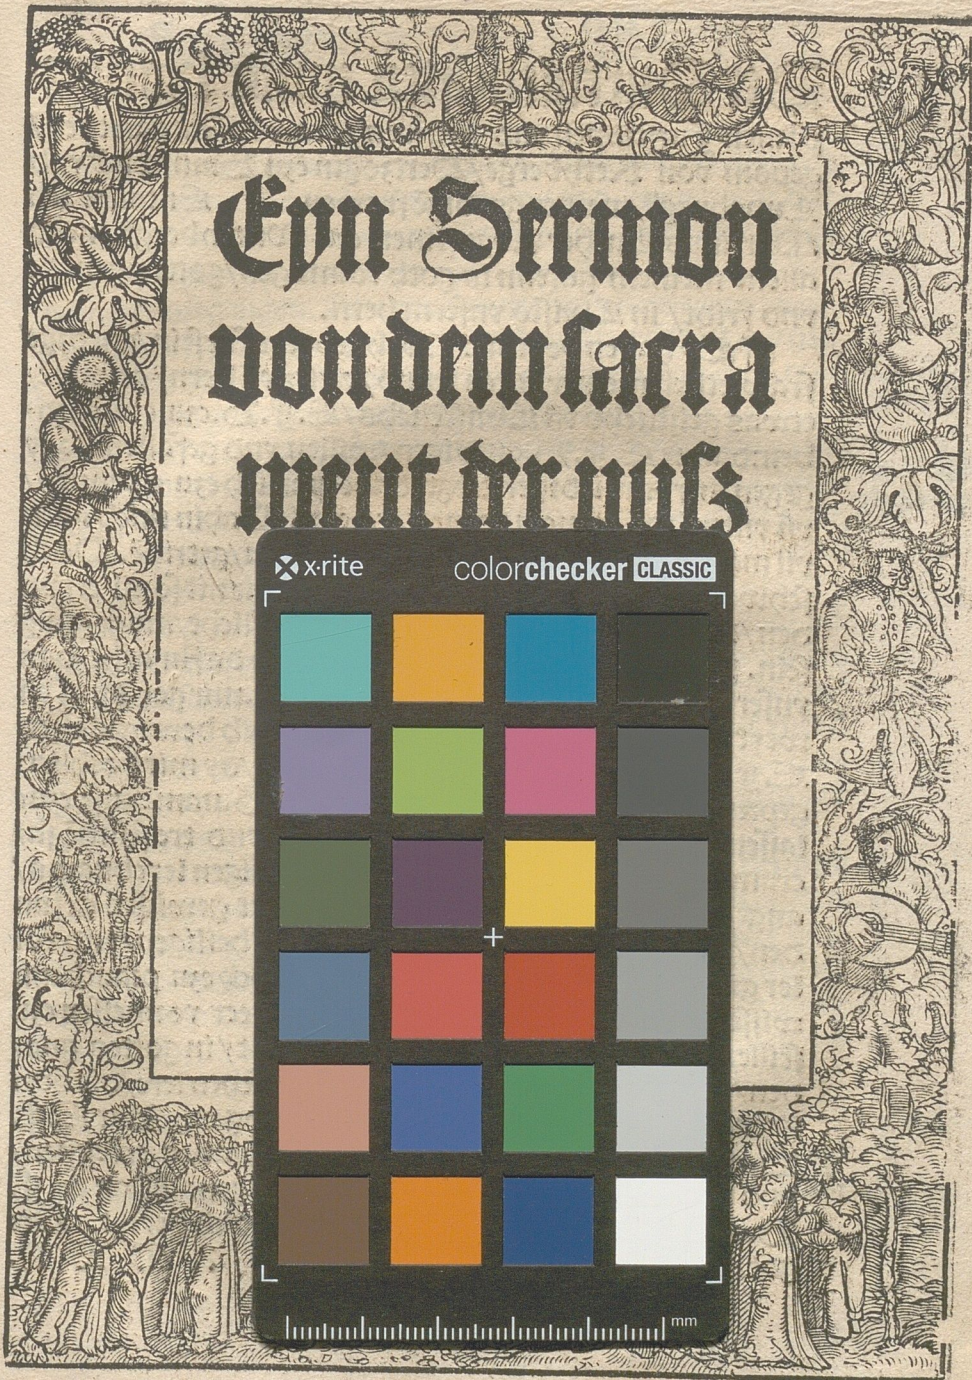 Eyn Sermon
von dem sacra
ment der pusz
x·rite colorchecker CLASSIC
mm